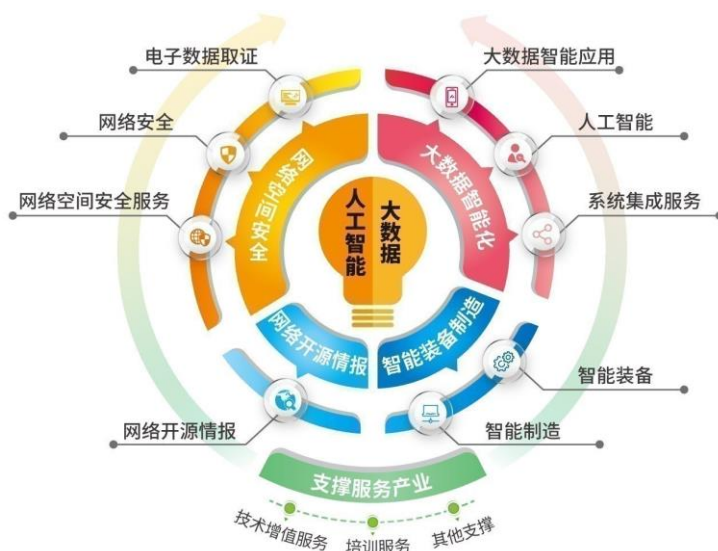 电子数据取证
大数据智能应用
网络安全
人工智能
网络空间安全服务
系统集成服务
网络空间安全
大数据智能化
人工智能
大数据
网络开源情报
智能装备制造
智能装备
网络开源情报
智能制造
支撑服务产业
技术增值服务
培训服务
其他支撑